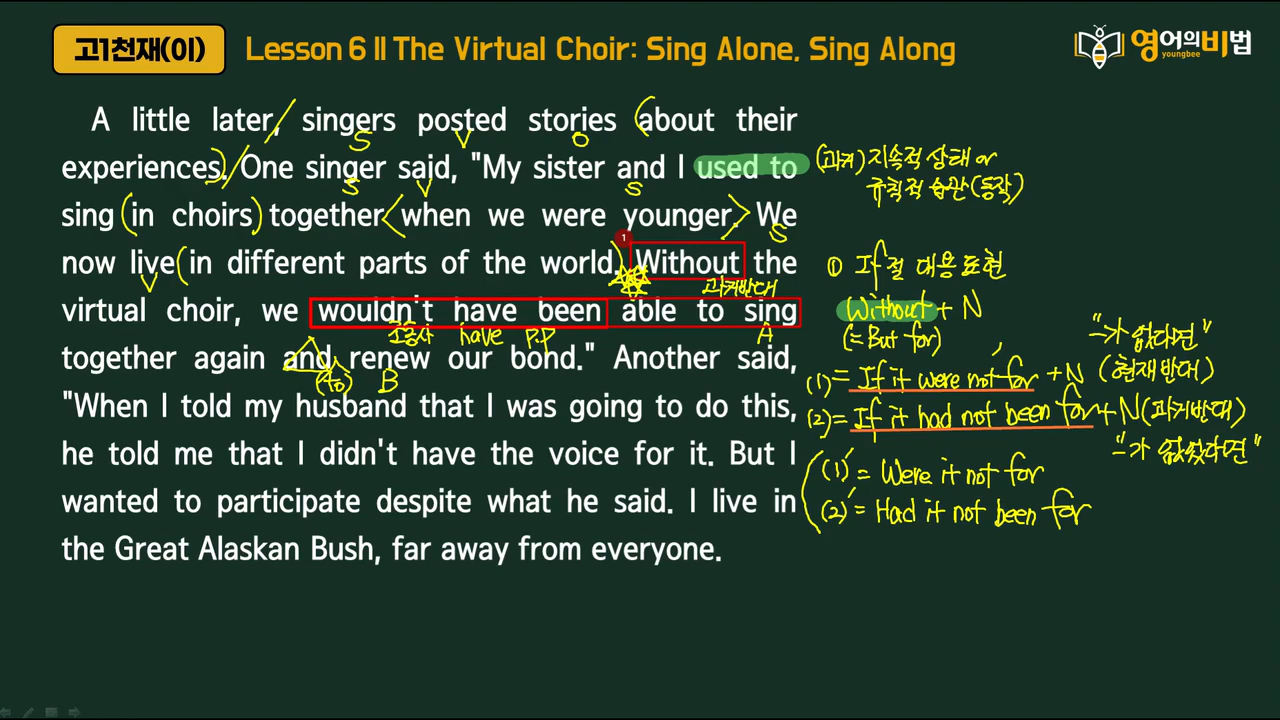 고1천재(이) Lesson 6 II The Virtual Choir: Sing Alone, Sing Along
영어의비법
youngbee
A little later, singers posted stories about their
experiences. One singer said, "My sister and I used to
sing in choirs together when we were younger. We
now live in different parts of the world. Without the
virtual choir, we wouldn't have been able to sing
together again and renew our bond." Another said,
"When I told my husband that I was going to do this,
he told me that I didn't have the voice for it. But I
wanted to participate despite what he said. I live in
the Great Alaskan Bush, far away from everyone.
S V O
S V S
S
V
1
과거반대
조동사 have p.p A
(to) B
(과거) 지속적 상태 or
규칙적 습관(동작)
① If절 대용표현
Without + N
(= But for)
"~가 없다면"
(1) = If it were not for + N (현재반대)
(2) = If it had not been for + N (과거반대)
"~가 없었다면"
(1)' = Were it not for
(2)' = Had it not been for